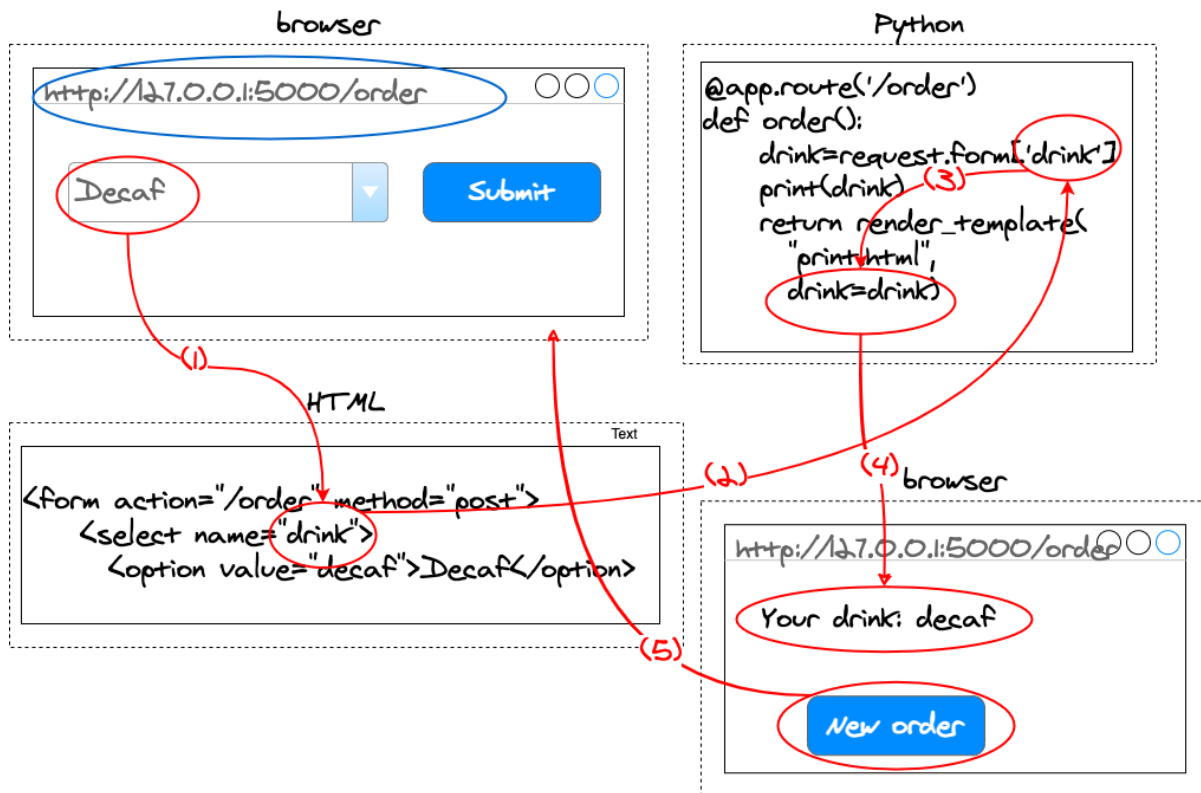 browser
http://127.0.0.1:5000/order
Decaf
Submit
(1)
Python
@app.route('/order')
def order():
drink=request.form['drink']
print(drink)
(3)
return render_template(
"print.html",
drink=drink)
HTML
Text
<form action="/order" method="post">
<select name="drink">
<option value="decaf">Decaf</option>
(2)
(4)
(5)
browser
http://127.0.0.1:5000/order
Your drink: decaf
New order